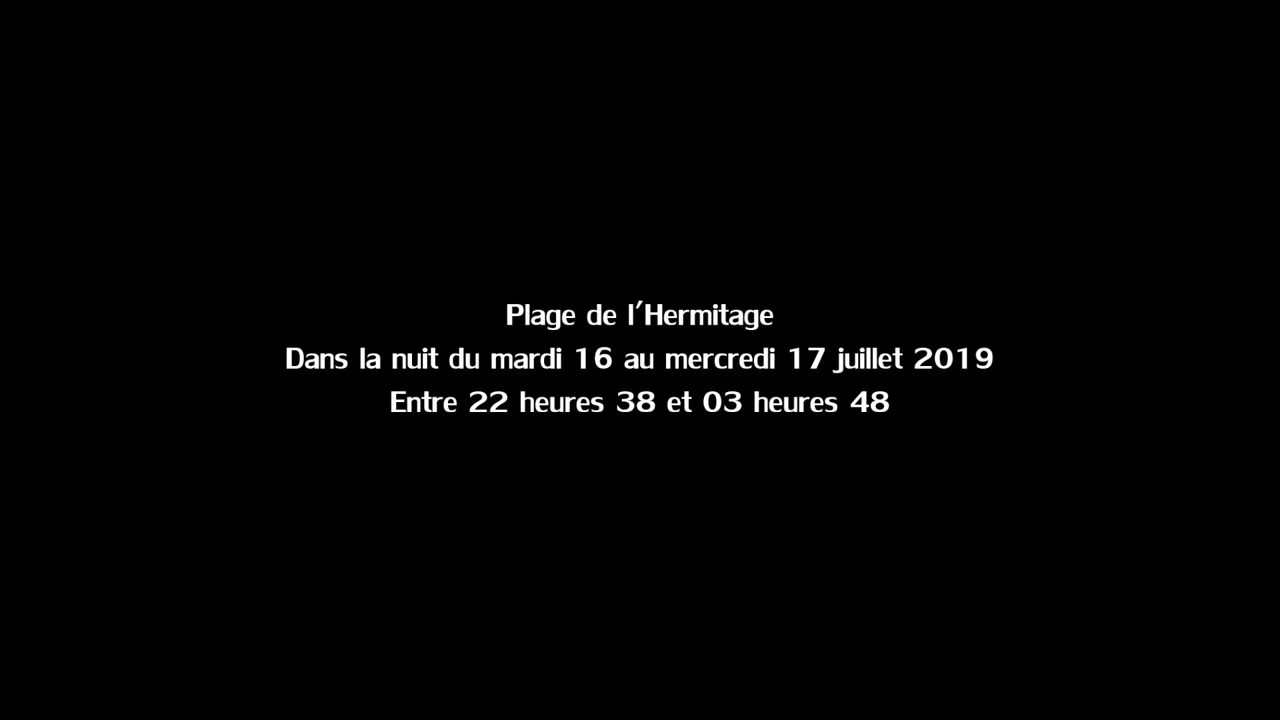 Plage de l'Hermitage
Dans la nuit du mardi 16 au mercredi 17 juillet 2019
Entre 22 heures 38 et 03 heures 48